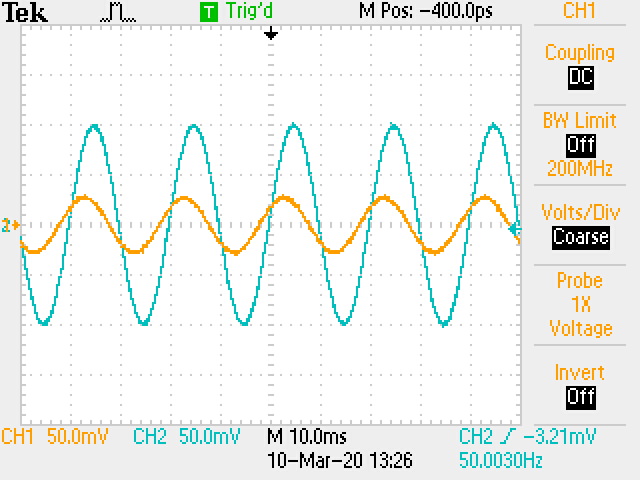 Tek T Trig'd M Pos: -400.0ps CH1
Coupling
DC
BW Limit
Off
200MHz
Volts/Div
Coarse
Probe
1X
Voltage
Invert
Off
2
CH1 50.0mV CH2 50.0mV M 10.0ms CH2 -3.21mV
10-Mar-20 13:26 50.0030Hz